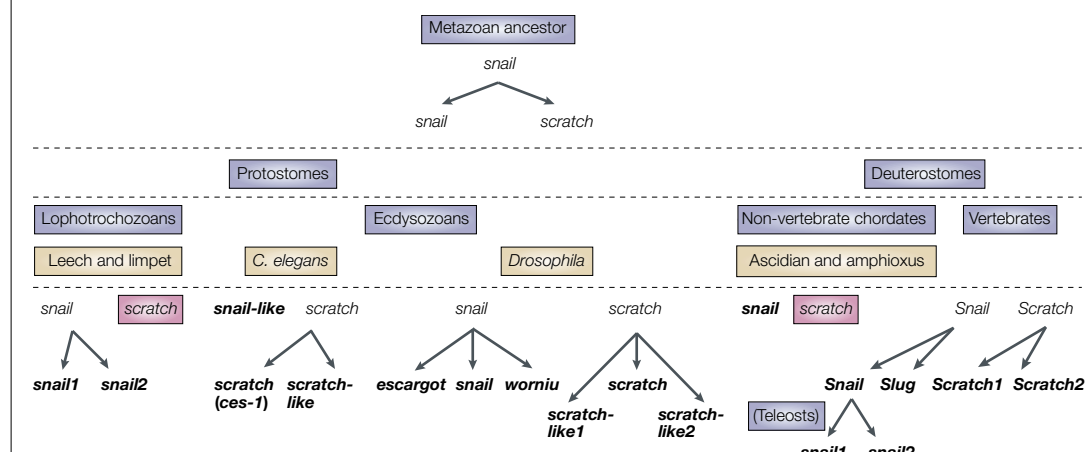 Metazoan ancestor
snail
snail scratch
Protostomes Deuterostomes
Lophotrochozoans Ecdysozoans Non-vertebrate chordates Vertebrates
Leech and limpet C. elegans Drosophila Ascidian and amphioxus
snail scratch snail-like scratch snail scratch snail scratch Snail Scratch
snail1 snail2 scratch scratch- escargot snail worniu scratch Snail Slug Scratch1 Scratch2
(ces-1) like
scratch- scratch- (Teleosts)
like1 like2
snail1 snail2